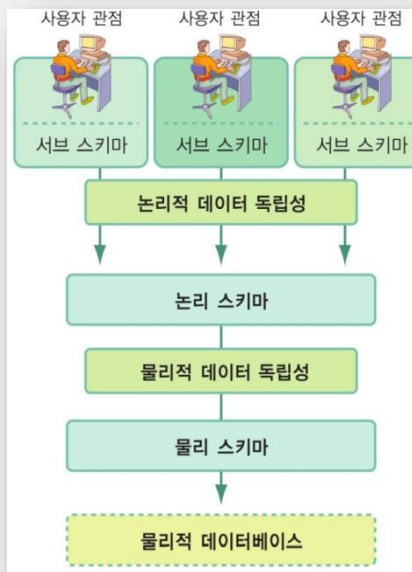 사용자 관점 사용자 관점 사용자 관점
서브 스키마 서브 스키마 서브 스키마
논리적 데이터 독립성
논리 스키마
물리적 데이터 독립성
물리 스키마
물리적 데이터베이스